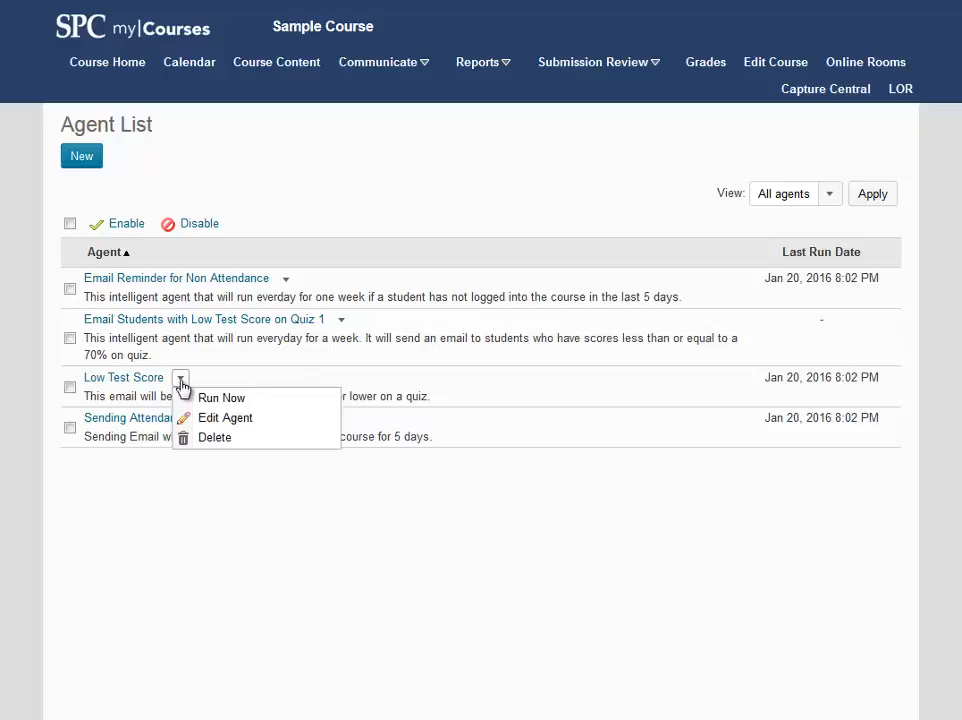 SPC my|Courses
Sample Course
Course Home Calendar Course Content Communicate Reports Submission Review Grades Edit Course Online Rooms
Capture Central LOR
Agent List
New
View: All agents Apply
Enable Disable
Agent Last Run Date
Email Reminder for Non Attendance Jan 20, 2016 8:02 PM
This intelligent agent that will run everday for one week if a student has not logged into the course in the last 5 days.
Email Students with Low Test Score on Quiz 1 -
This intelligent agent that will run everyday for a week. It will send an email to students who have scores less than or equal to a
70% on quiz.
Low Test Score Jan 20, 2016 8:02 PM
This email will be r lower on a quiz.
Run Now
Edit Agent
Delete
Sending Attenda Jan 20, 2016 8:02 PM
Sending Email w course for 5 days.